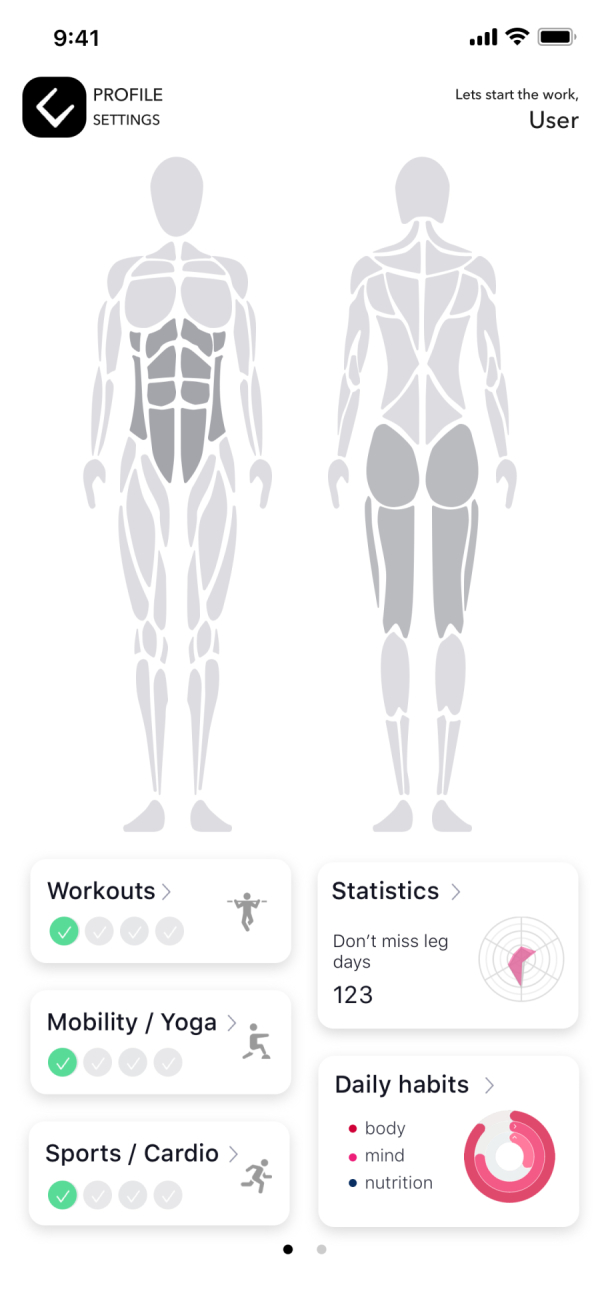 9:41
PROFILE
SETTINGS
Lets start the work,
User
Workouts
Mobility / Yoga
Sports / Cardio
Statistics
Don't miss leg
days
123
Daily habits
body
mind
nutrition